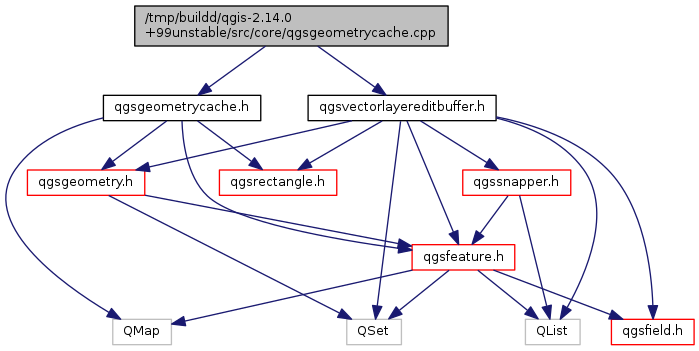 /tmp/buildd/qgis-2.14.0
+99unstable/src/core/qgsgeometrycache.cpp
qgsgeometrycache.h
qgsvectorlayereditbuffer.h
qgsgeometry.h
qgsrectangle.h
qgssnapper.h
qgsfeature.h
QMap
QSet
QList
qgsfield.h